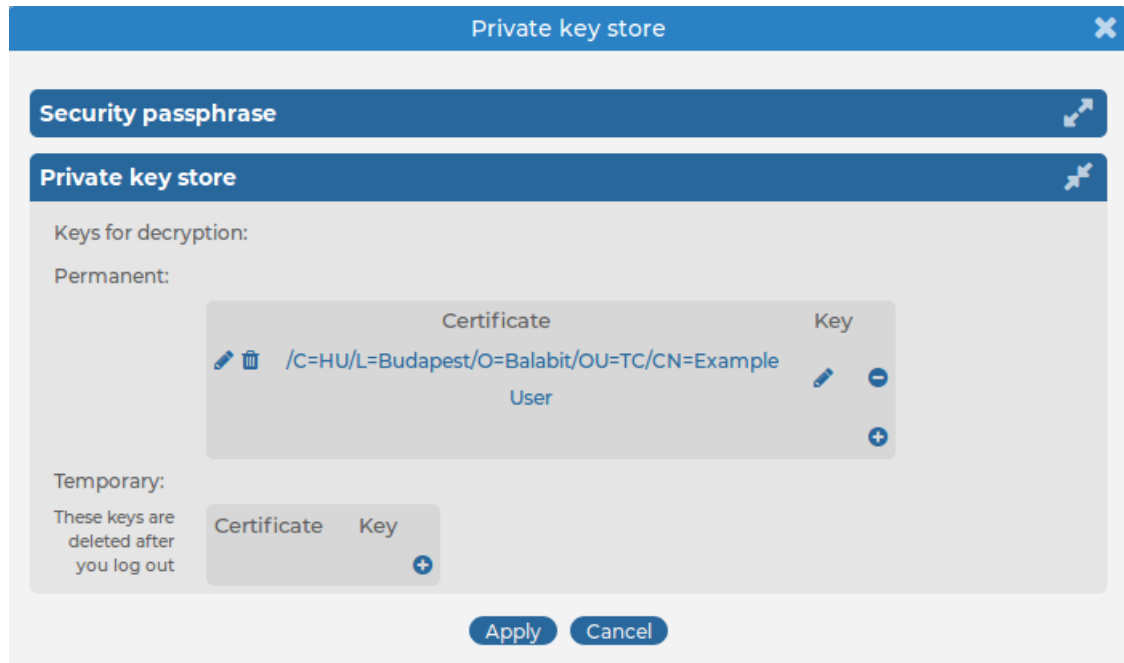 Private key store
Security passphrase
Private key store
Keys for decryption:
Permanent:
Certificate Key
/C=HU/L=Budapest/O=Balabit/OU=TC/CN=Example
User
Temporary:
These keys are
deleted after
you log out
Certificate Key
Apply Cancel